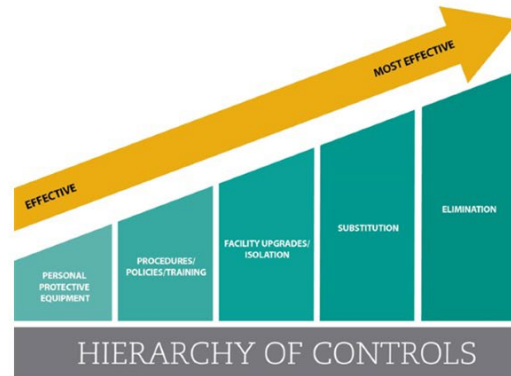 EFFECTIVE
MOST EFFECTIVE
PERSONAL
PROTECTIVE
EQUIPMENT
PROCEDURES/
POLICIES/TRAINING
FACILITY UPGRADES/
ISOLATION
SUBSTITUTION
ELIMINATION
HIERARCHY OF CONTROLS